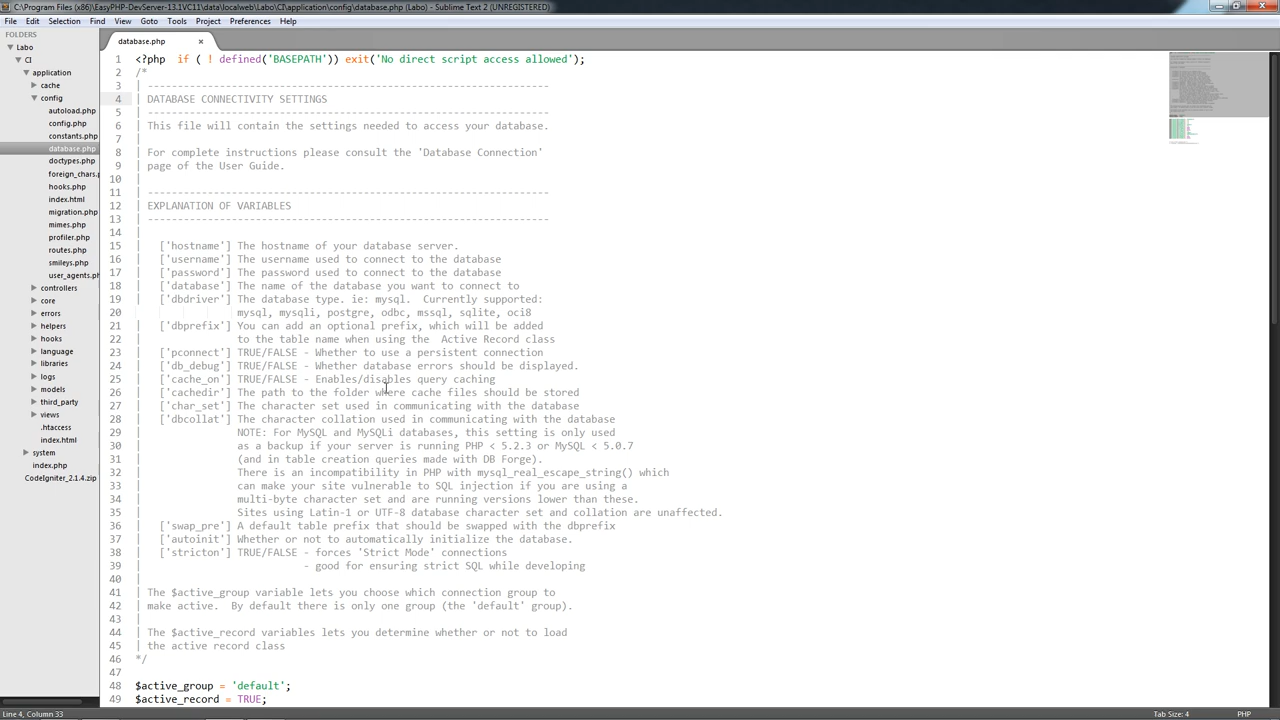 C:\Program Files (x86)\EasyPHP-DevServer-13.1VC11\data\localweb\Labo\CI\application\config\database.php (Labo) - Sublime Text 2 (UNREGISTERED)
File Edit Selection Find View Goto Tools Project Preferences Help
FOLDERS
Labo
CI
application
cache
config
autoload.php
config.php
constants.php
database.php
doctypes.php
foreign_chars.p
hooks.php
index.html
migration.php
mimes.php
profiler.php
routes.php
smileys.php
user_agents.ph
controllers
core
errors
helpers
hooks
language
libraries
logs
models
third_party
views
.htaccess
index.html
system
index.php
CodeIgniter_2.1.4.zip
database.php ×
1 <?php  if ( ! defined('BASEPATH')) exit('No direct script access allowed');
2 /*
3 | -------------------------------------------------------------------
4 | DATABASE CONNECTIVITY SETTINGS
5 | -------------------------------------------------------------------
6 | This file will contain the settings needed to access your database.
7 |
8 | For complete instructions please consult the 'Database Connection'
9 | page of the User Guide.
10 |
11 | -------------------------------------------------------------------
12 | EXPLANATION OF VARIABLES
13 | -------------------------------------------------------------------
14 |
15 |   ['hostname'] The hostname of your database server.
16 |   ['username'] The username used to connect to the database
17 |   ['password'] The password used to connect to the database
18 |   ['database'] The name of the database you want to connect to
19 |   ['dbdriver'] The database type. ie: mysql.  Currently supported:
20 |                mysql, mysqli, postgre, odbc, mssql, sqlite, oci8
21 |   ['dbprefix'] You can add an optional prefix, which will be added
22 |                to the table name when using the  Active Record class
23 |   ['pconnect'] TRUE/FALSE - Whether to use a persistent connection
24 |   ['db_debug'] TRUE/FALSE - Whether database errors should be displayed.
25 |   ['cache_on'] TRUE/FALSE - Enables/disables query caching
26 |   ['cachedir'] The path to the folder where cache files should be stored
27 |   ['char_set'] The character set used in communicating with the database
28 |   ['dbcollat'] The character collation used in communicating with the database
29 |                NOTE: For MySQL and MySQLi databases, this setting is only used
30 |                as a backup if your server is running PHP < 5.2.3 or MySQL < 5.0.7
31 |                (and in table creation queries made with DB Forge).
32 |                There is an incompatibility in PHP with mysql_real_escape_string() which
33 |                can make your site vulnerable to SQL injection if you are using a
34 |                multi-byte character set and are running versions lower than these.
35 |                Sites using Latin-1 or UTF-8 database character set and collation are unaffected.
36 |   ['swap_pre'] A default table prefix that should be swapped with the dbprefix
37 |   ['autoinit'] Whether or not to automatically initialize the database.
38 |   ['stricton'] TRUE/FALSE - forces 'Strict Mode' connections
39 |                           - good for ensuring strict SQL while developing
40 |
41 | The $active_group variable lets you choose which connection group to
42 | make active.  By default there is only one group (the 'default' group).
43 |
44 | The $active_record variables lets you determine whether or not to load
45 | the active record class
46 */
47
48 $active_group = 'default';
49 $active_record = TRUE;
Line 4, Column 33 Tab Size: 4 PHP